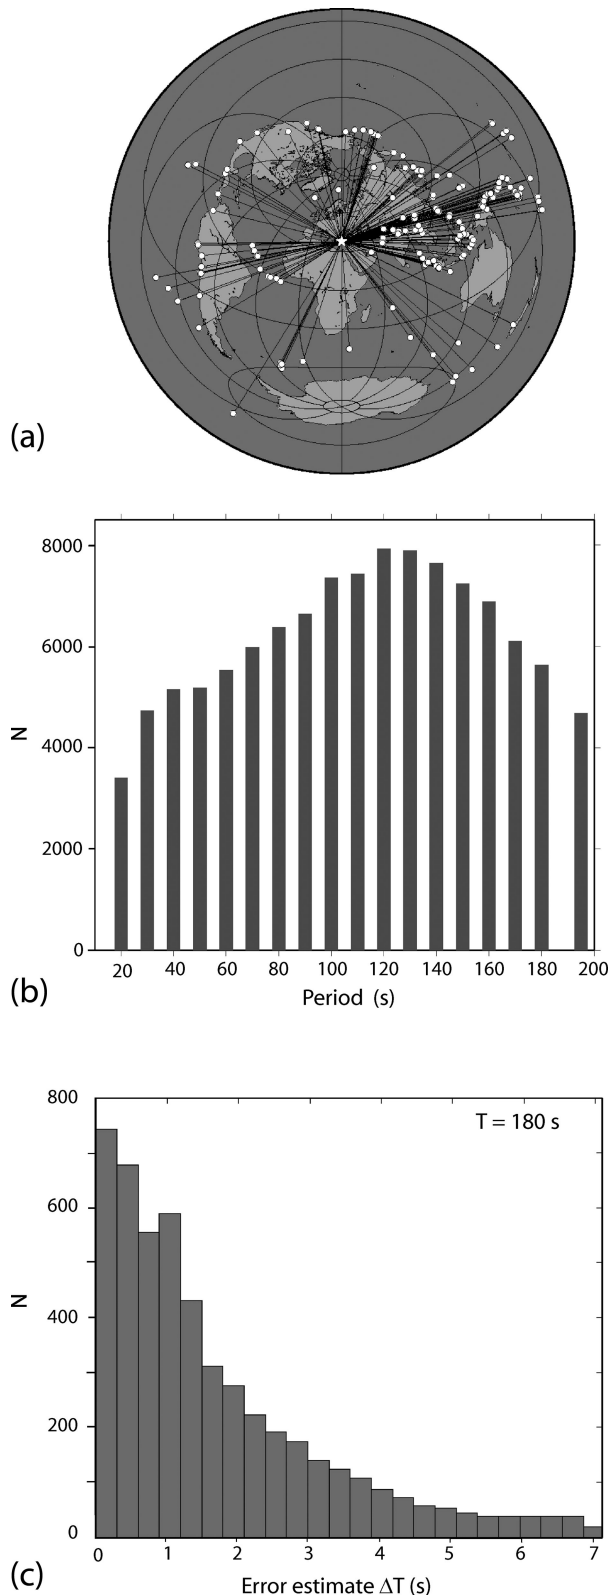 (a)
8000
6000
4000
2000
0
N
20 40 60 80 100 120 140 160 180 200
Period (s)
(b)
800
600
400
200
0
N
T = 180 s
0 1 2 3 4 5 6 7
Error estimate ΔT (s)
(c)